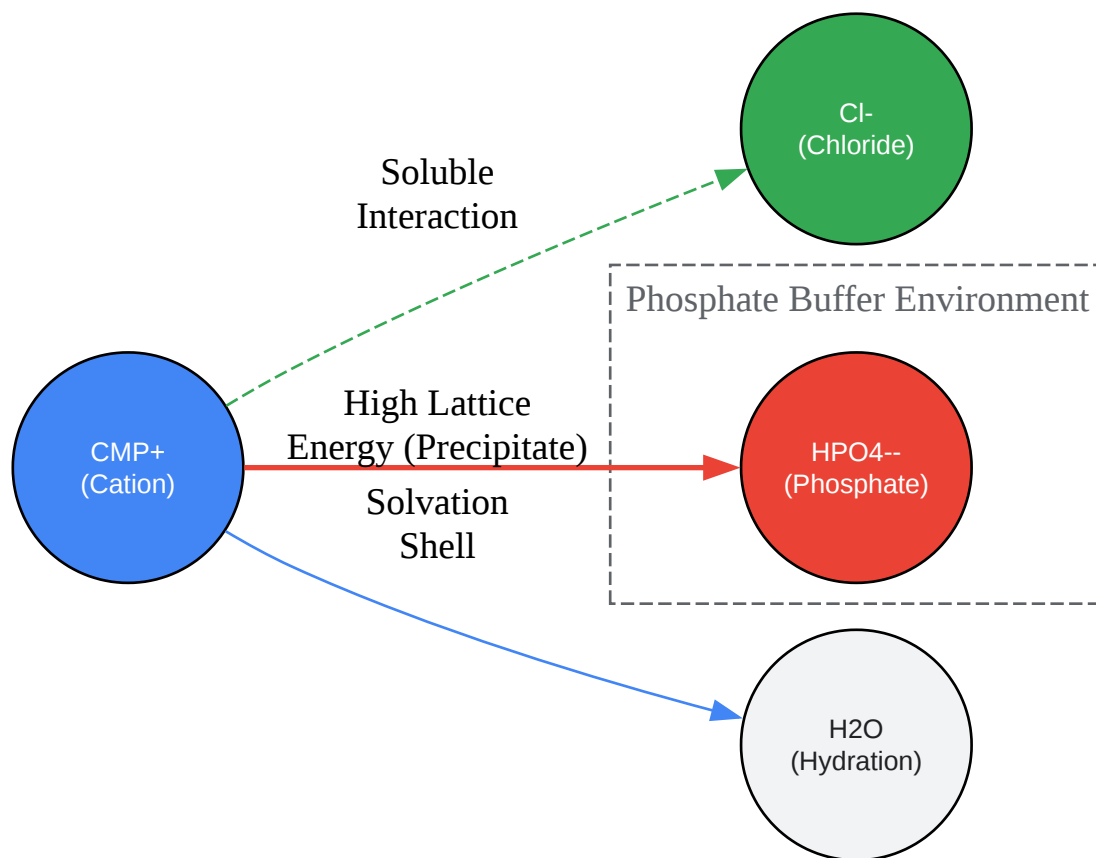 Cl-
(Chloride)
Soluble
Interaction
Phosphate Buffer Environment
High Lattice
Energy (Precipitate)
CMP+
(Cation)
HPO4--
(Phosphate)
Solvation
Shell
H2O
(Hydration)